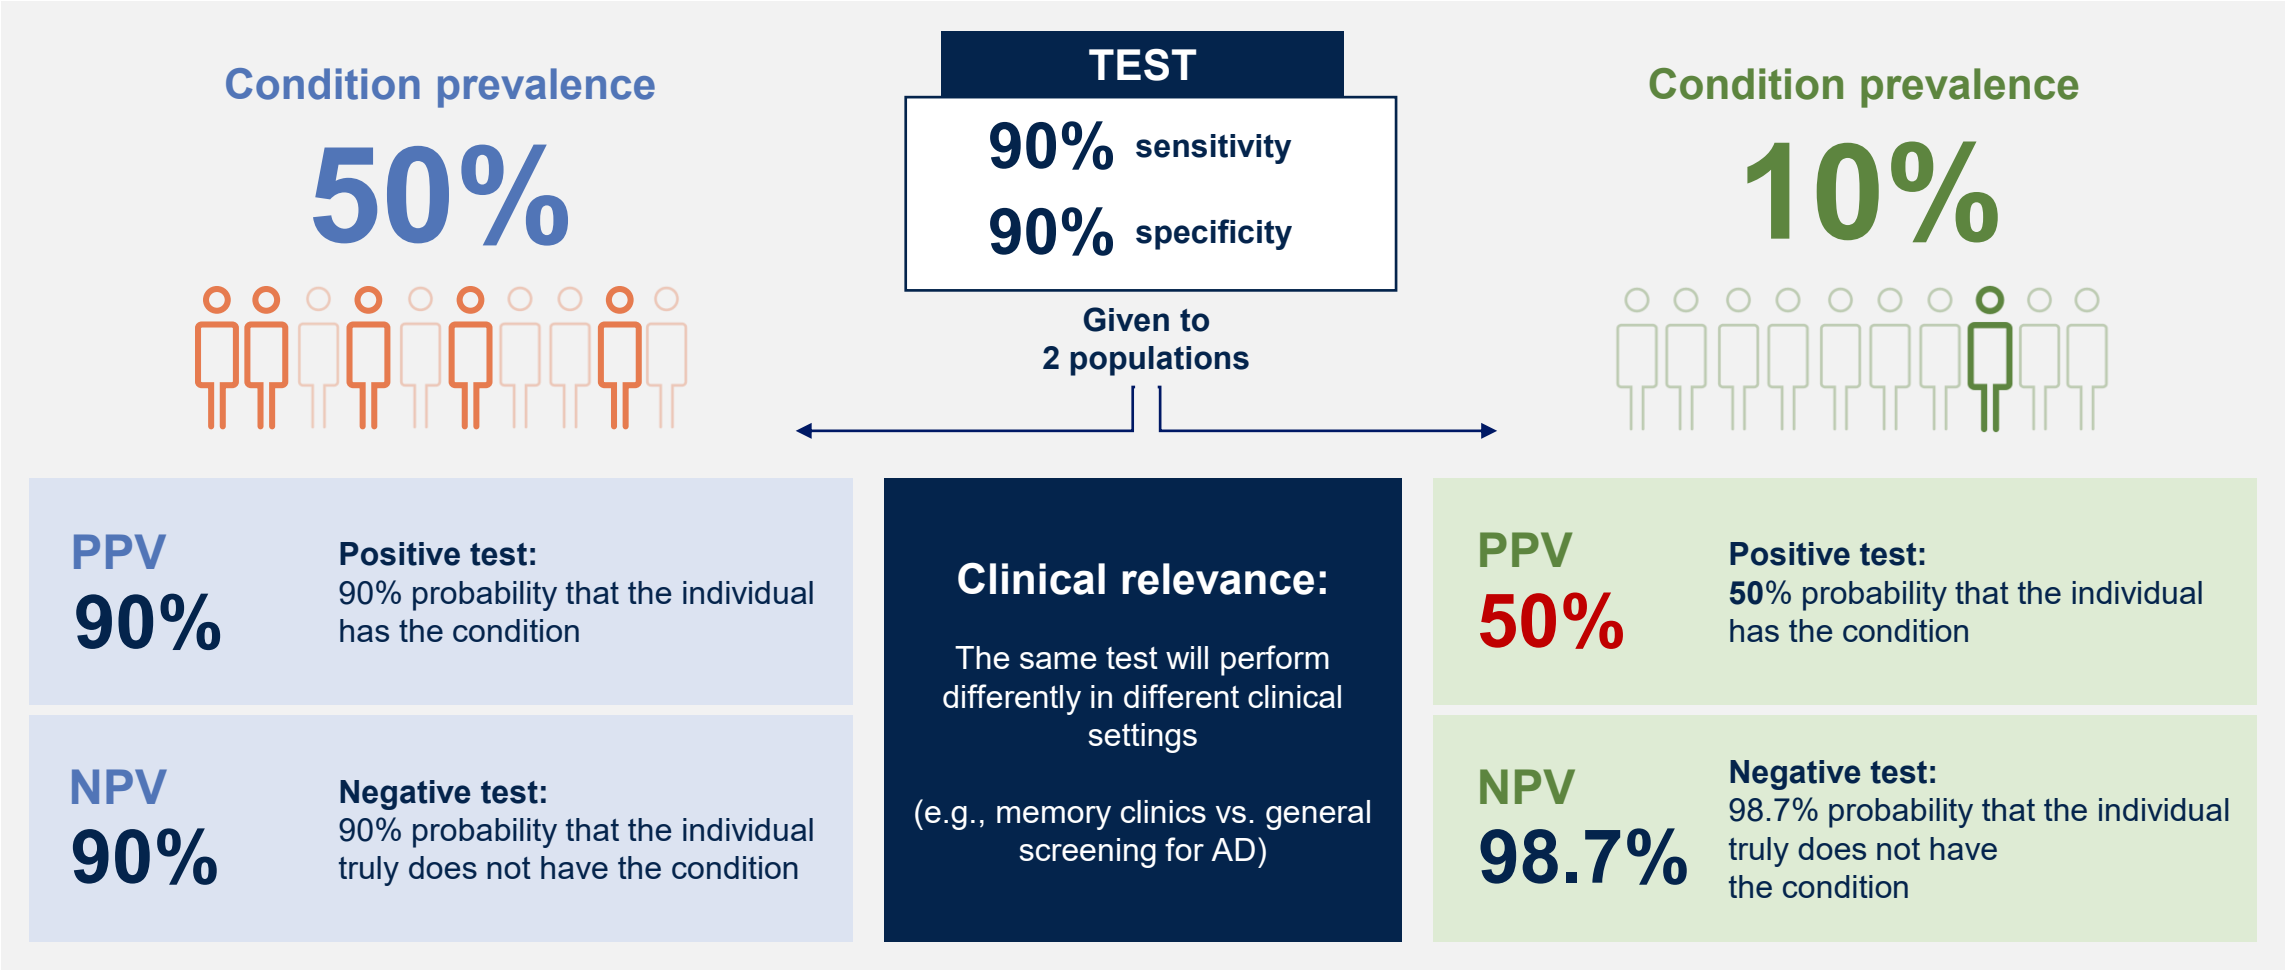 Condition prevalence
50%
TEST
90% sensitivity
90% specificity
Given to
2 populations
Condition prevalence
10%
PPV
90%
Positive test:
90% probability that the individual
has the condition
NPV
90%
Negative test:
90% probability that the individual
truly does not have the condition
Clinical relevance:
The same test will perform
differently in different clinical
settings
(e.g., memory clinics vs. general
screening for AD)
PPV
50%
Positive test:
50% probability that the individual
has the condition
NPV
98.7%
Negative test:
98.7% probability that the individual
truly does not have
the condition